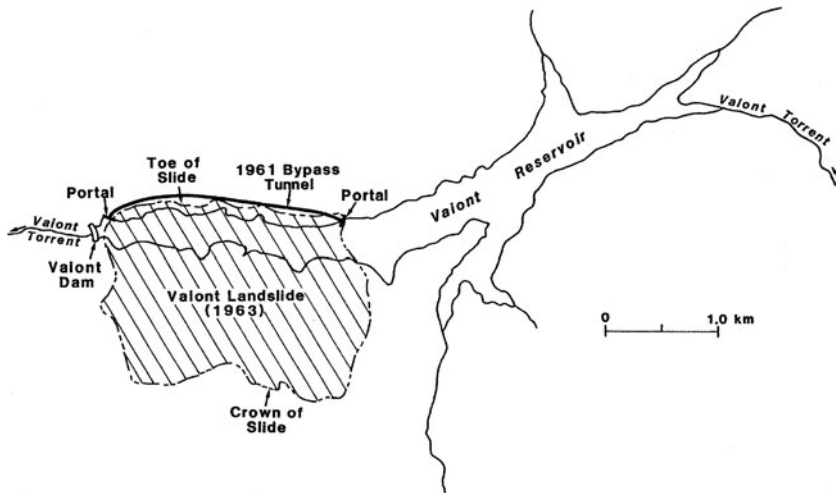 Valont
Torrent
Toe of
Slide
1961 Bypass
Tunnel
Portal
Portal
Valont Reservoir
Valont
Torrent
Valont
Dam
Valont Landslide
(1963)
0 1.0 km
Crown of
Slide